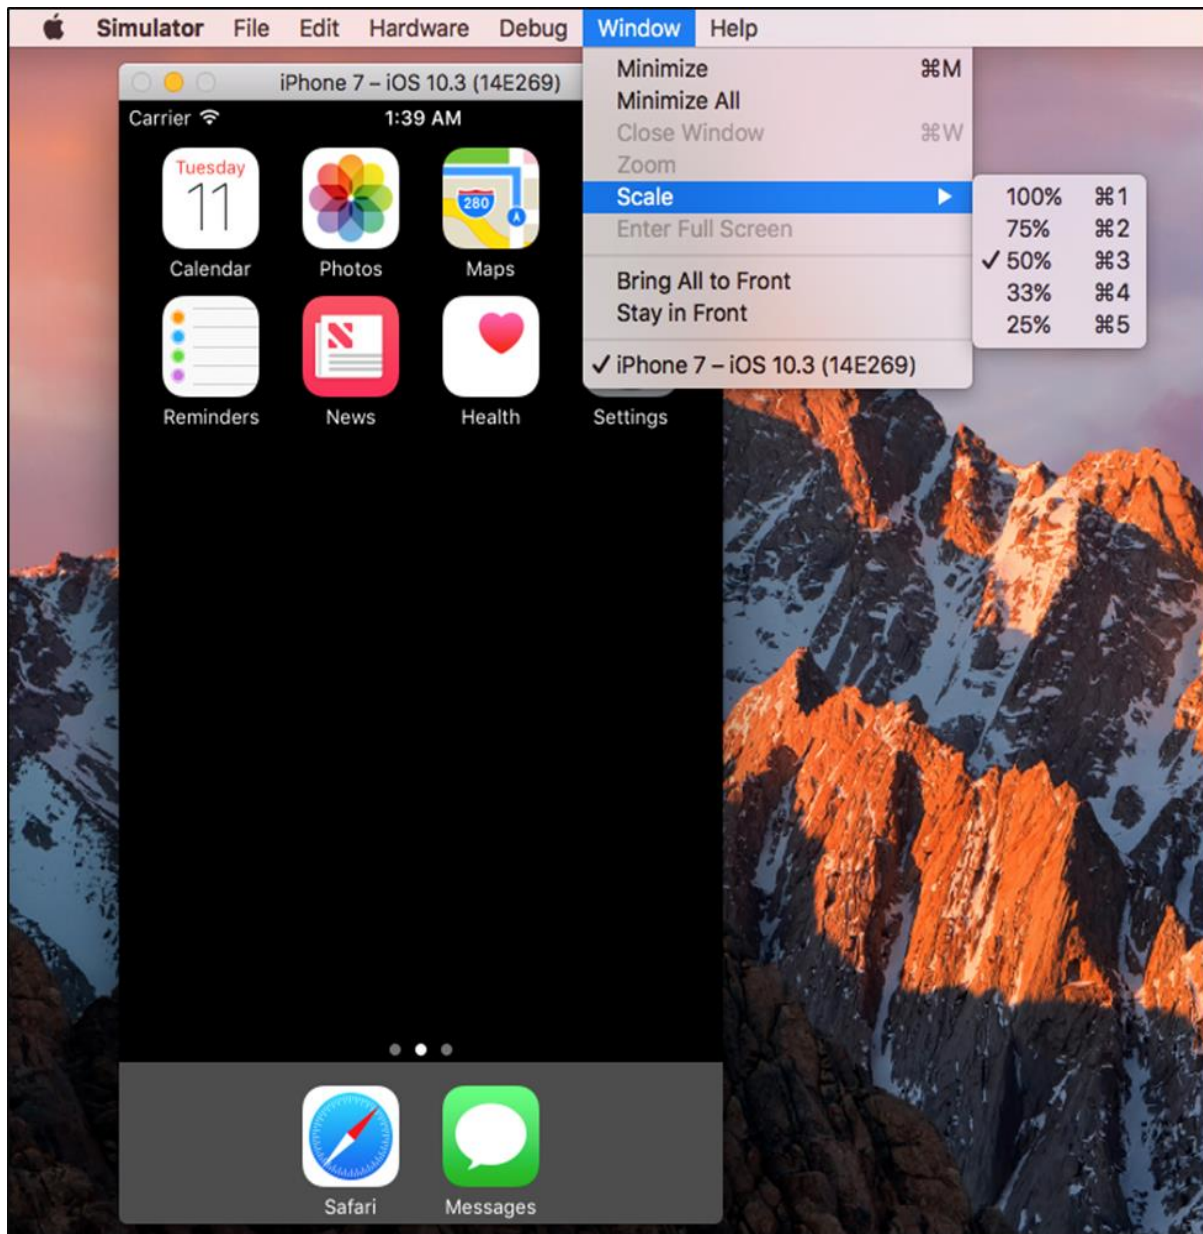 Simulator File Edit Hardware Debug Window Help
iPhone 7 – iOS 10.3 (14E269)
Carrier 1:39 AM
Tuesday
11
280
Calendar Photos Maps
Reminders News Health Settings
Safari Messages
Minimize ⌘M
Minimize All
Close Window ⌘W
Zoom
Scale
Enter Full Screen
Bring All to Front
Stay in Front
✓ iPhone 7 – iOS 10.3 (14E269)
100% ⌘1
75% ⌘2
✓ 50% ⌘3
33% ⌘4
25% ⌘5